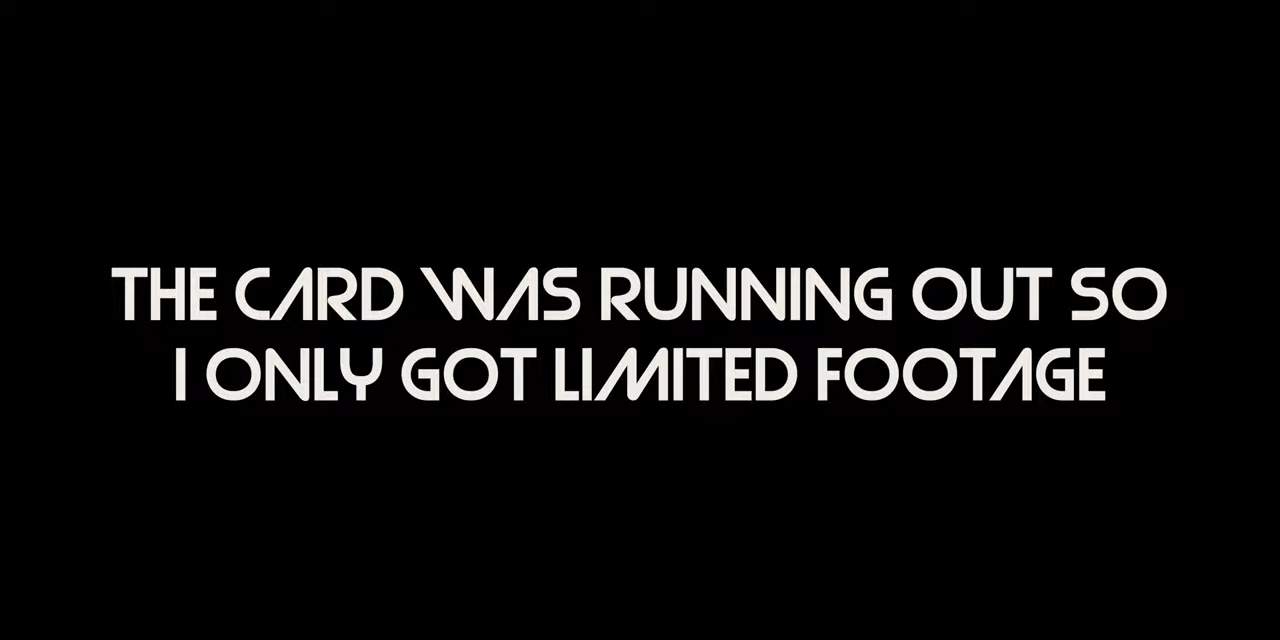 THE CARD WAS RUNNING OUT SO
I ONLY GOT LIMITED FOOTAGE